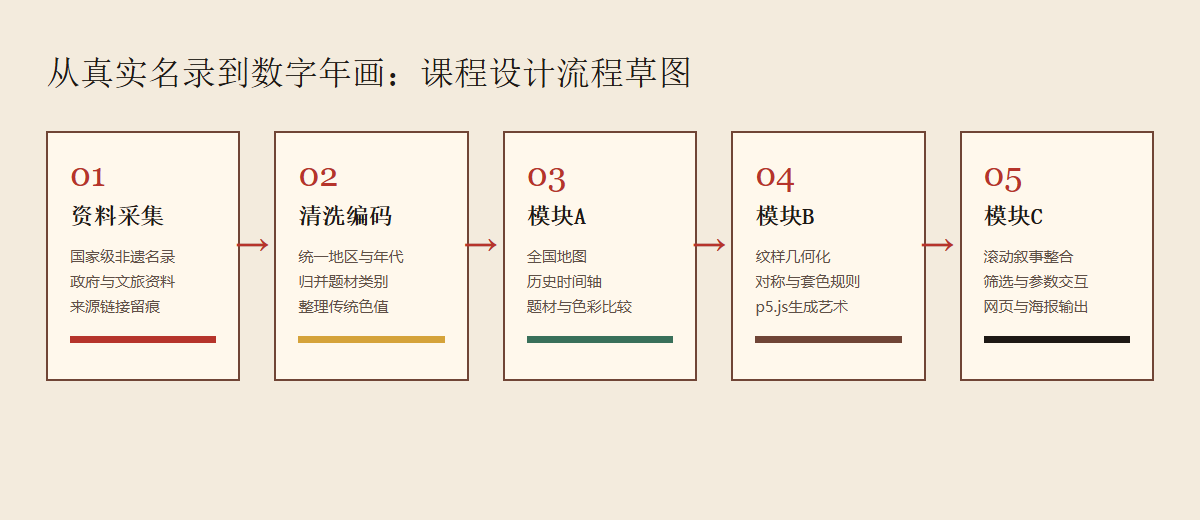 从真实名录到数字年画：课程设计流程草图
01
资料采集
国家级非遗名录
政府与文旅资料
来源链接留痕
02
清洗编码
统一地区与年代
归并题材类别
整理传统色值
03
模块A
全国地图
历史时间轴
题材与色彩比较
04
模块B
纹样几何化
对称与套色规则
p5.js生成艺术
05
模块C
滚动叙事整合
筛选与参数交互
网页与海报输出